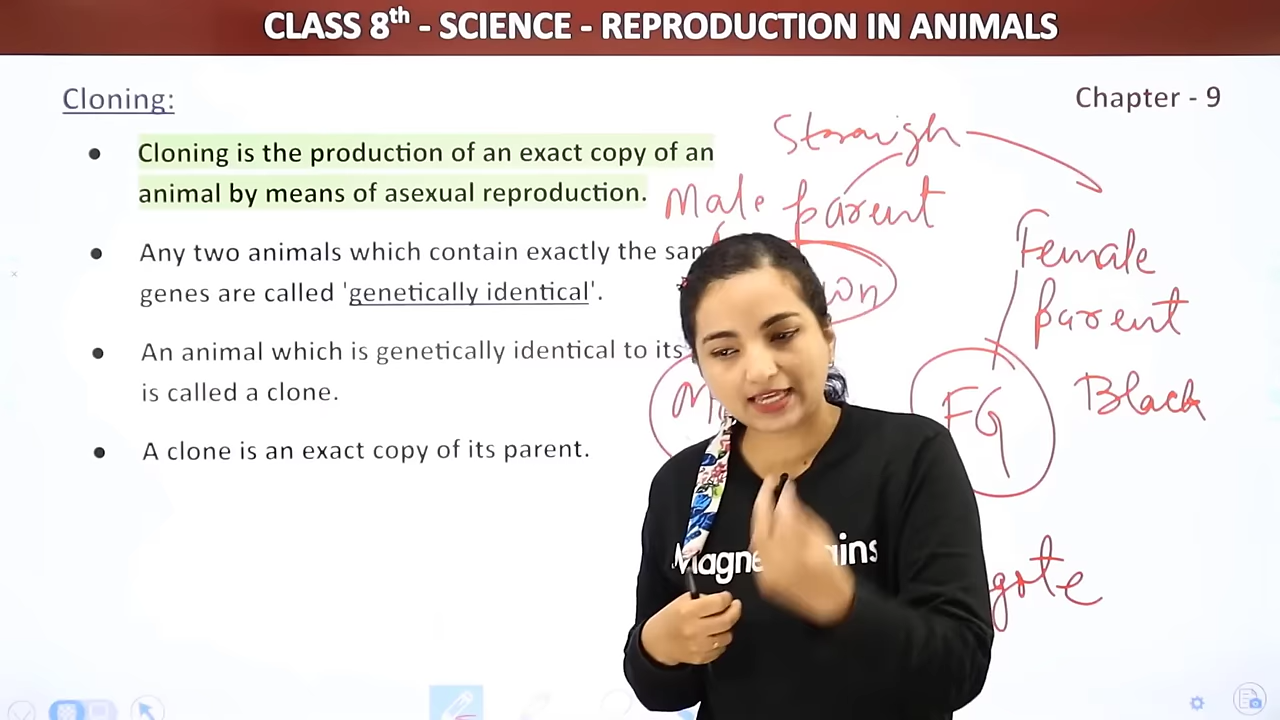 CLASS 8th - SCIENCE - REPRODUCTION IN ANIMALS
Cloning:
Chapter - 9
● Cloning is the production of an exact copy of an
animal by means of asexual reproduction.
● Any two animals which contain exactly the
genes are called 'genetically identical'.
● An animal which is genetically identical to its
is called a clone.
● A clone is an exact copy of its parent.
Male parent
Female
parent
FG
Black